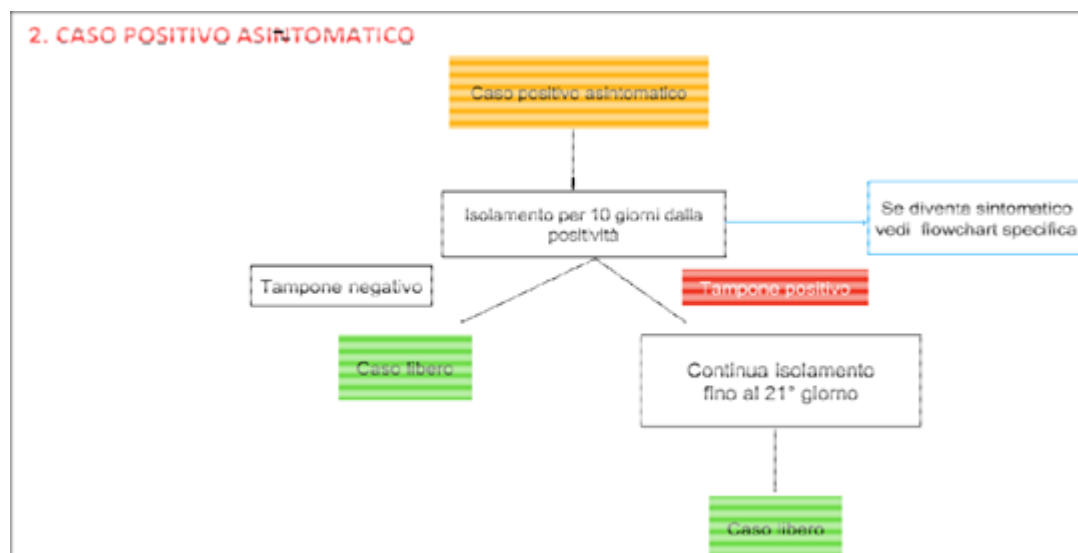 2. CASO POSITIVO ASINTOMATICO
Caso positivo asintomatico
Isolamento per 10 giorni dalla
positività
Se diventa sintomatico
vedi flowchart specifica
Tampone negativo
Tampone positivo
Caso libero
Continua isolamento
fino al 21° giorno
Caso libero